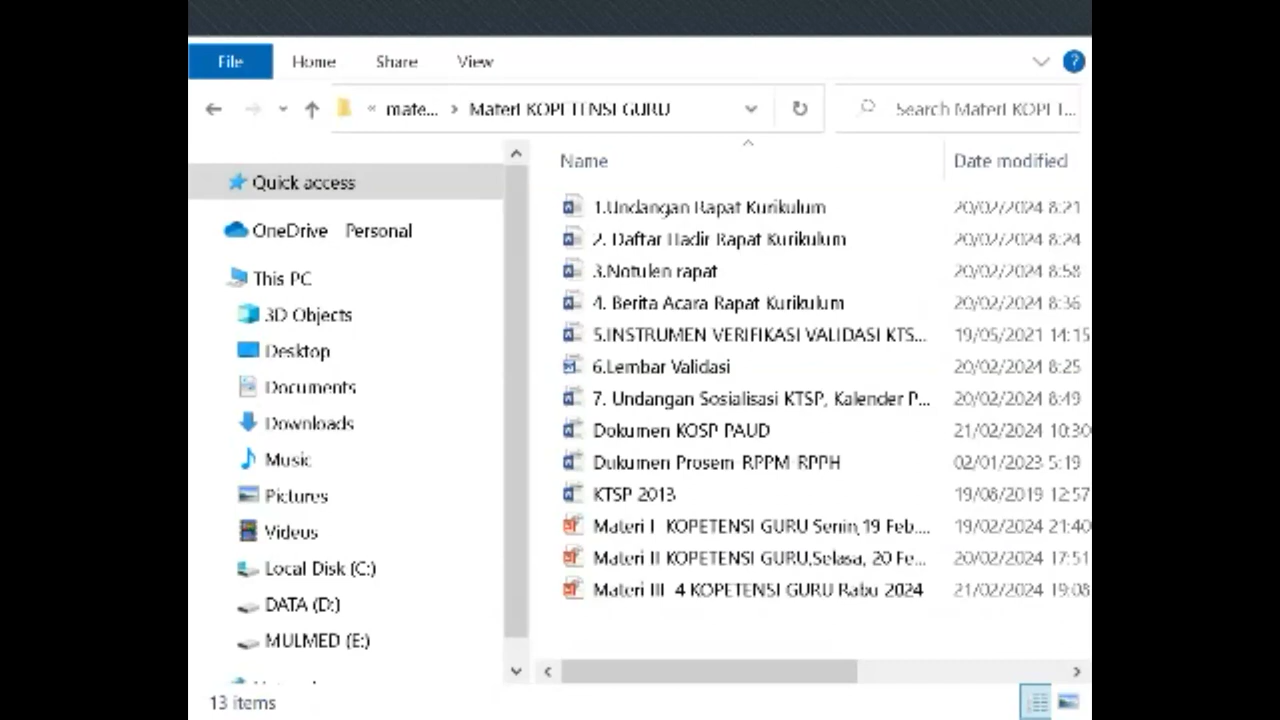 File Home Share View
mate... > Materi KOPETENSI GURU Search Materi KOPET...
Name Date modified
Quick access
OneDrive Personal
This PC
3D Objects
Desktop
Documents
Downloads
Music
Pictures
Videos
Local Disk (C:)
DATA (D:)
MULMED (E:)
1.Undangan Rapat Kurikulum 20/02/2024 8:21
2. Daftar Hadir Rapat Kurikulum 20/02/2024 8:24
3.Notulen rapat 20/02/2024 8:58
4. Berita Acara Rapat Kurikulum 20/02/2024 8:36
5.INSTRUMEN VERIFIKASI VALIDASI KTS... 19/05/2021 14:15
6.Lembar Validasi 20/02/2024 8:25
7. Undangan Sosialisasi KTSP, Kalender P... 20/02/2024 8:49
Dokumen KOSP PAUD 21/02/2024 10:30
Dukumen Prosem RPPM RPPH 02/01/2023 5:19
KTSP 2013 19/08/2019 12:57
Materi I KOPETENSI GURU Senin,19 Feb.... 19/02/2024 21:40
Materi II KOPETENSI GURU,Selasa, 20 Fe... 20/02/2024 17:51
Materi III 4 KOPETENSI GURU Rabu 2024 21/02/2024 19:08
13 items